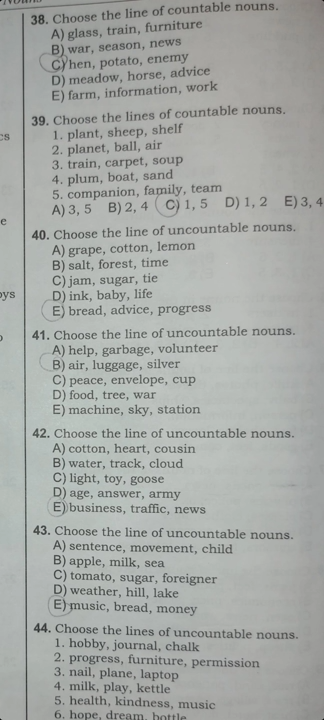 38. Choose the line of countable nouns.
A) glass, train, furniture
B) war, season, news
C) hen, potato, enemy
D) meadow, horse, advice
E) farm, information, work
39. Choose the lines of countable nouns.
1. plant, sheep, shelf
2. planet, ball, air
3. train, carpet, soup
4. plum, boat, sand
5. companion, family, team
A) 3, 5 B) 2, 4 C) 1, 5 D) 1, 2 E) 3, 4
40. Choose the line of uncountable nouns.
A) grape, cotton, lemon
B) salt, forest, time
C) jam, sugar, tie
D) ink, baby, life
E) bread, advice, progress
41. Choose the line of uncountable nouns.
A) help, garbage, volunteer
B) air, luggage, silver
C) peace, envelope, cup
D) food, tree, war
E) machine, sky, station
42. Choose the line of uncountable nouns.
A) cotton, heart, cousin
B) water, track, cloud
C) light, toy, goose
D) age, answer, army
E) business, traffic, news
43. Choose the line of uncountable nouns.
A) sentence, movement, child
B) apple, milk, sea
C) tomato, sugar, foreigner
D) weather, hill, lake
E) music, bread, money
44. Choose the lines of uncountable nouns.
1. hobby, journal, chalk
2. progress, furniture, permission
3. nail, plane, laptop
4. milk, play, kettle
5. health, kindness, music
6. hope, dream, bottle